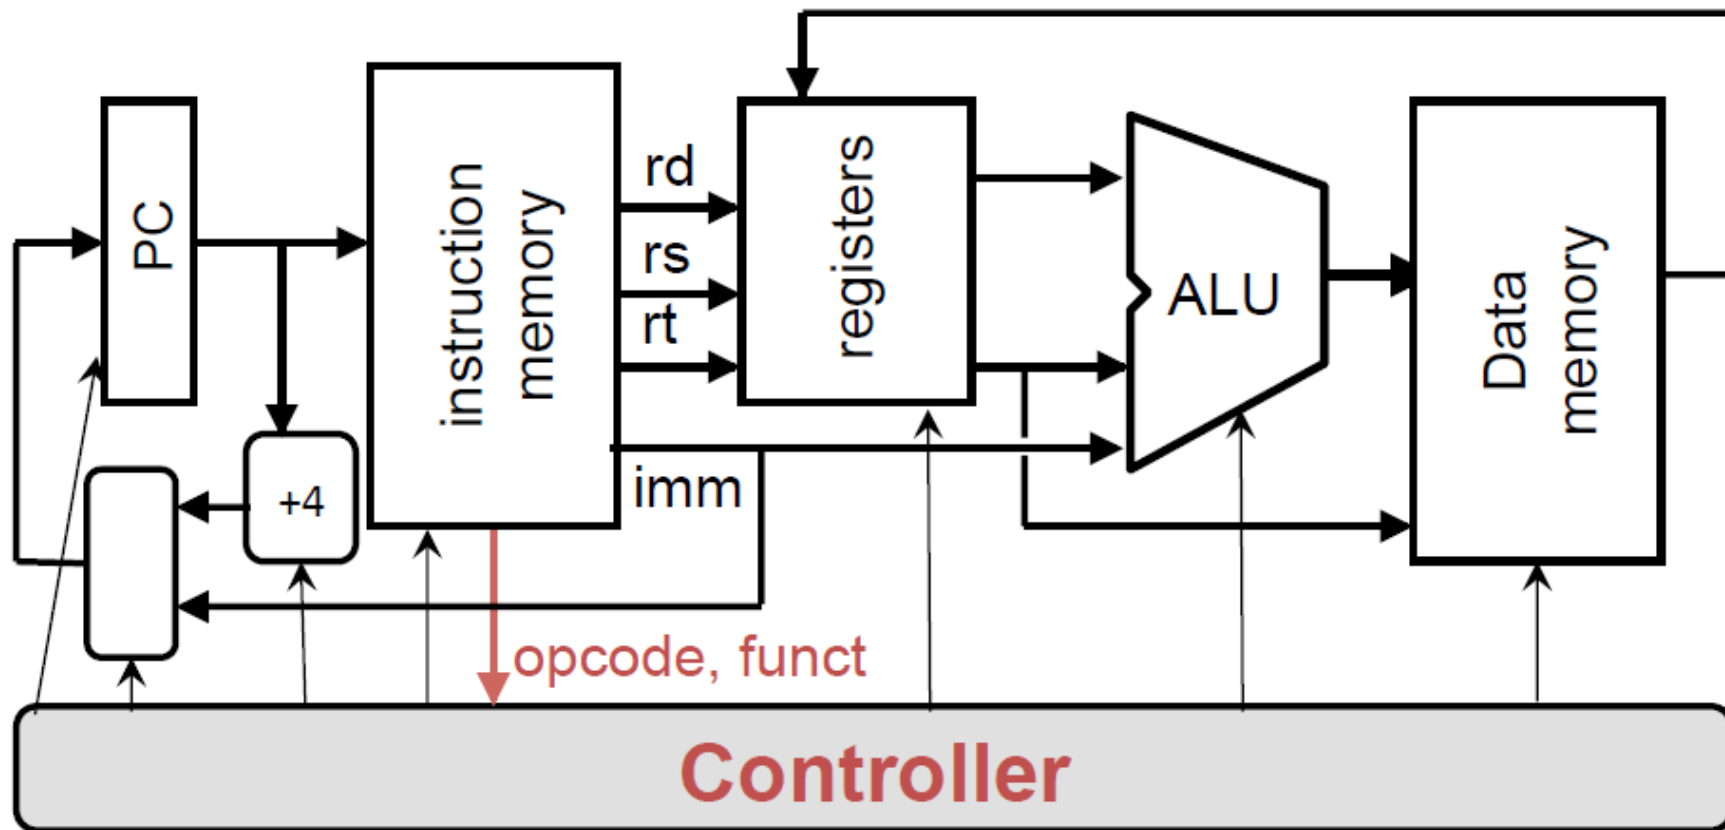 PC
+4
instruction
memory
rd
rs
rt
imm
registers
ALU
Data
memory
opcode, funct
Controller